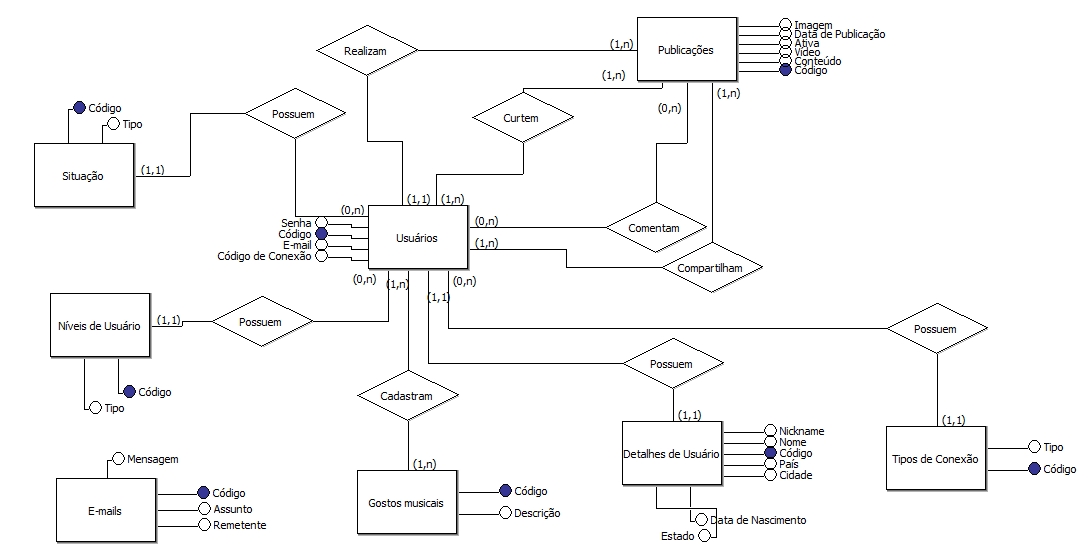 Imagem
Data de Publicação
Ativa
Vídeo
Conteúdo
Código
Publicações
(1,n)
Realizam
(1,n)
(1,n)
(0,n)
Curtem
Código
Tipo
Possuem
Situação
(1,1)
(0,n)
(1,1)
(1,n)
Senha
Código
E-mail
Código de Conexão
Usuários
(0,n)
(1,n)
Comentam
Compartilham
(0,n)
(1,n)
(1,1)
(0,n)
Níveis de Usuário
(1,1)
Possuem
Possuem
Código
Tipo
Possuem
Cadastram
(1,1)
(1,1)
Nickname
Nome
Código
País
Cidade
Detalhes de Usuário
Tipos de Conexão
Tipo
Código
Mensagem
(1,n)
E-mails
Código
Assunto
Remetente
Gostos musicais
Código
Descrição
Data de Nascimento
Estado